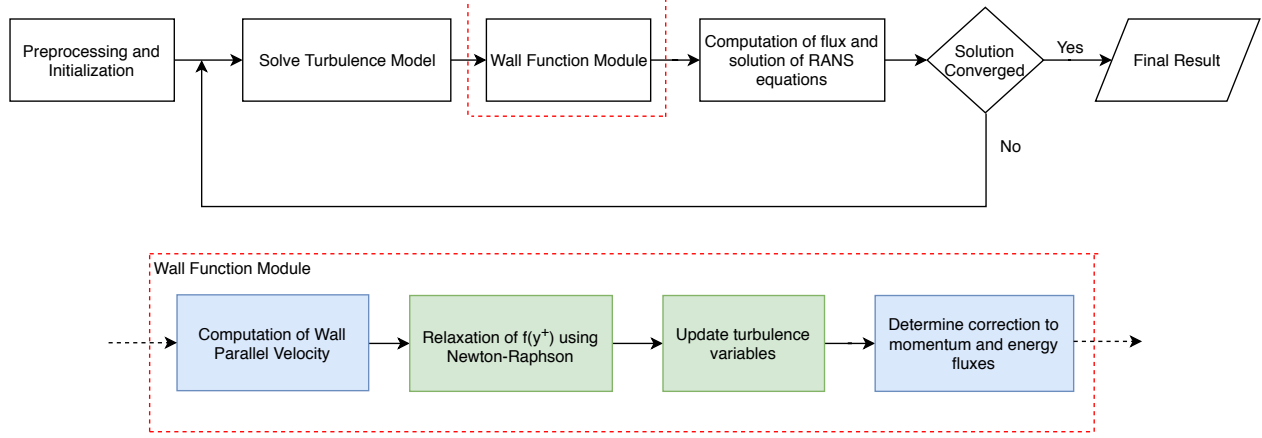 Preprocessing and
Initialization
Solve Turbulence Model
Wall Function Module
Computation of flux and
solution of RANS
equations
Solution
Converged
Yes
Final Result
No
Wall Function Module
Computation of Wall
Parallel Velocity
Relaxation of f(y⁺) using
Newton-Raphson
Update turbulence
variables
Determine correction to
momentum and energy
fluxes